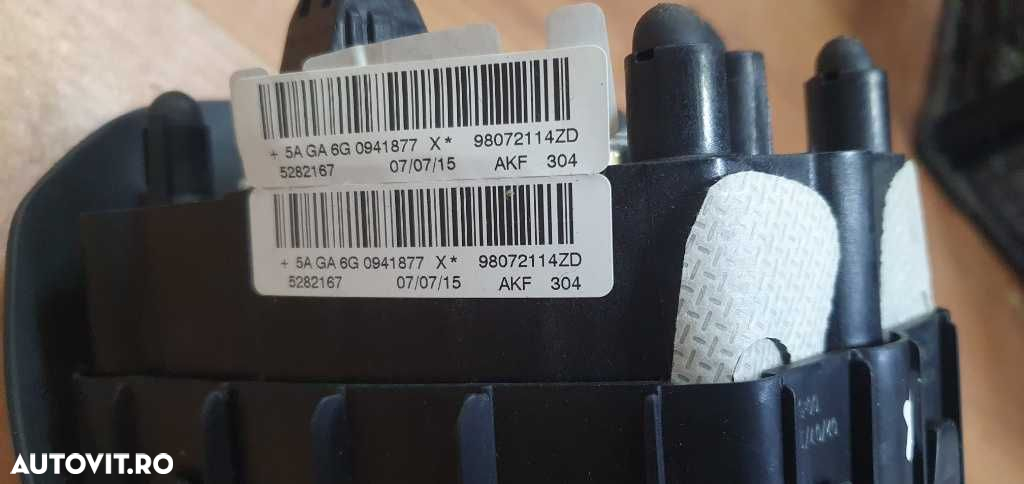 + 5A GA 6G 0941877 X* 98072114ZD
5282167 07/07/15 AKF 304
+ 5A GA 6G 0941877 X* 98072114ZD
5282167 07/07/15 AKF 304
AUTOVIT.RO